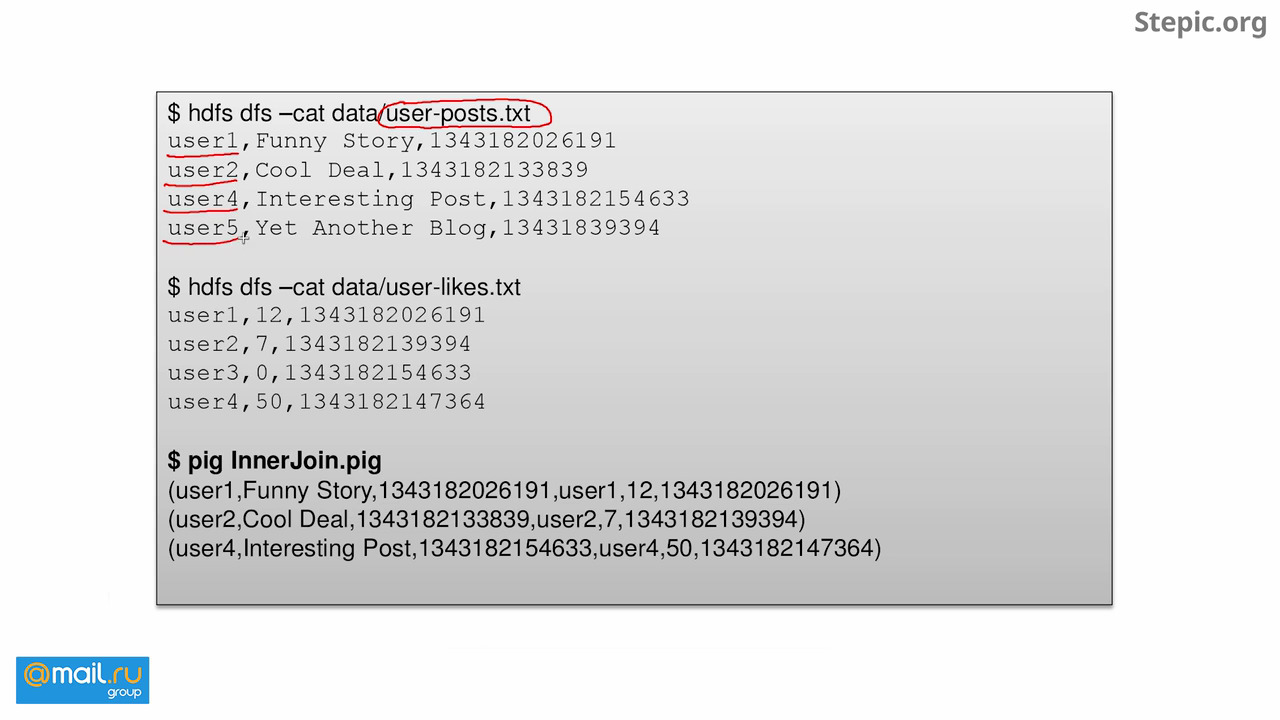 Stepic.org
$ hdfs dfs –cat data/user-posts.txt
user1,Funny Story,1343182026191
user2,Cool Deal,1343182133839
user4,Interesting Post,1343182154633
user5,Yet Another Blog,13431839394
$ hdfs dfs –cat data/user-likes.txt
user1,12,1343182026191
user2,7,1343182139394
user3,0,1343182154633
user4,50,1343182147364
$ pig InnerJoin.pig
(user1,Funny Story,1343182026191,user1,12,1343182026191)
(user2,Cool Deal,1343182133839,user2,7,1343182139394)
(user4,Interesting Post,1343182154633,user4,50,1343182147364)
@mail.ru
group